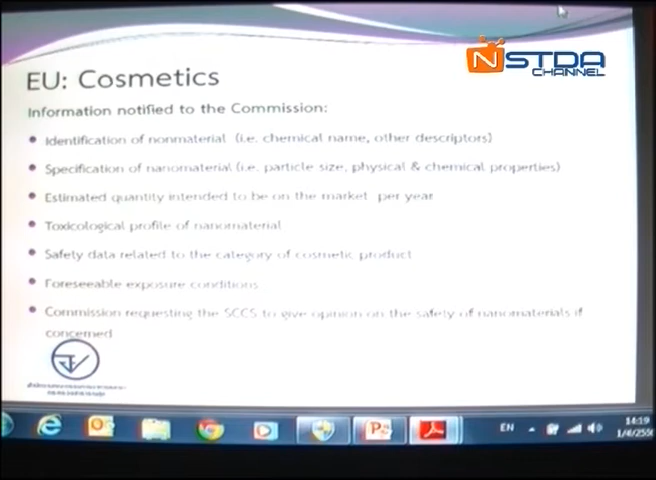 NSTDA
CHANNEL
EU: Cosmetics
Information notified to the Commission:
Identification of nonmaterial (i.e. chemical name, other descriptors)
Specification of nanomaterial (i.e. particle size, physical & chemical properties)
Estimated quantity intended to be on the market per year
Toxicological profile of nanomaterial
Safety data related to the category of cosmetic product
Foreseeable exposure conditions
Commission requesting the SCCS to give opinion on the safety of nanomaterials if
concerned
EN
14:19